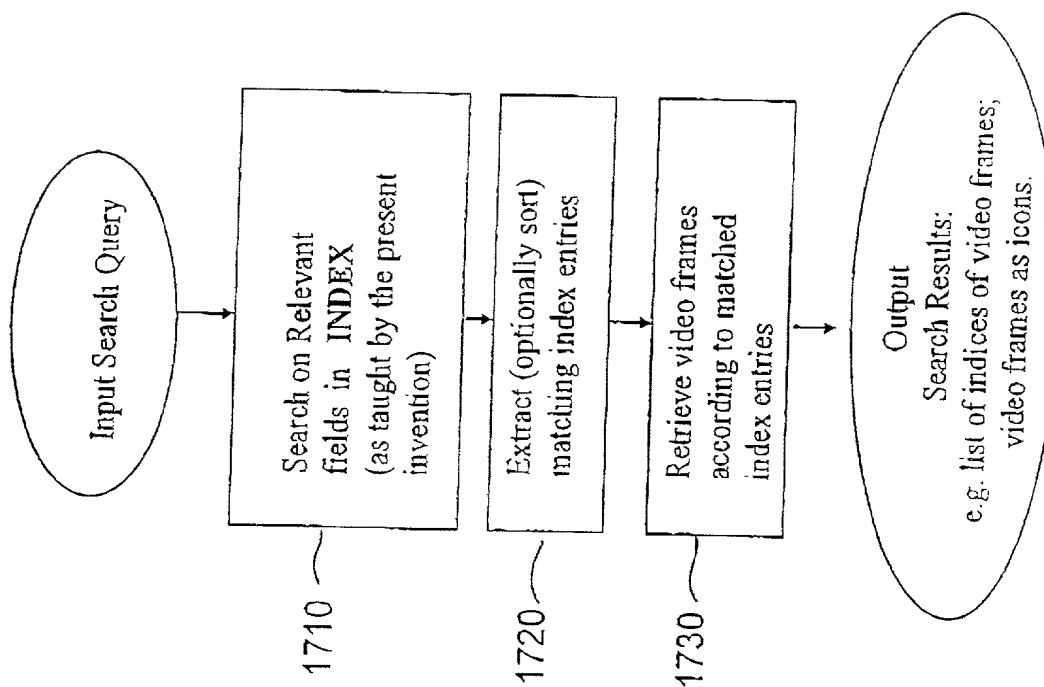 Input Search Query
1710
Search on Relevant
fields in INDEX
(as taught by the present
invention)
1720
Extract (optionally sort)
matching index entries
1730
Retrieve video frames
according to matched
index entries
Output
Search Results:
e.g. list of indices of video frames;
video frames as icons.